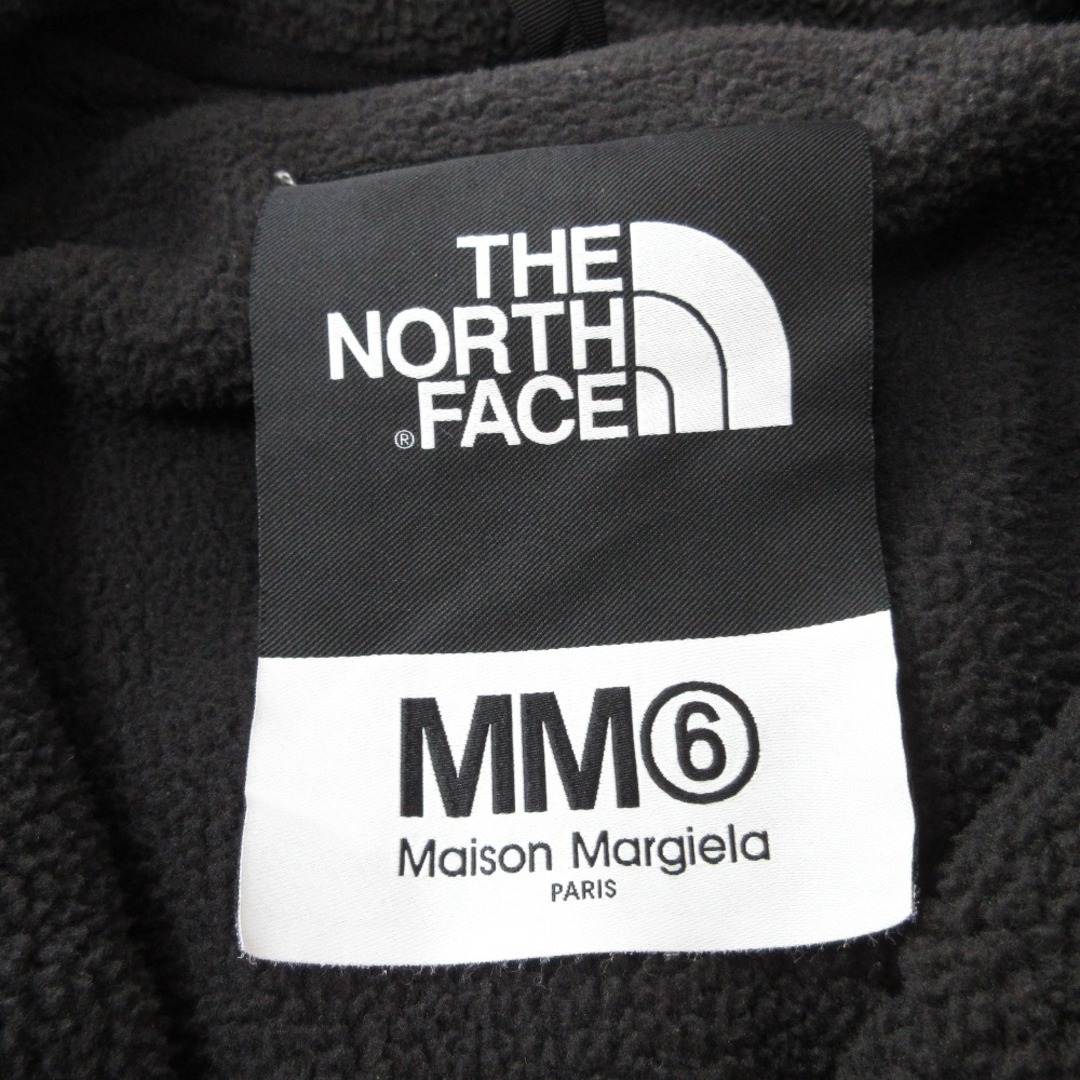 THE
NORTH
® FACE
MM⑥
Maison Margiela
PARIS